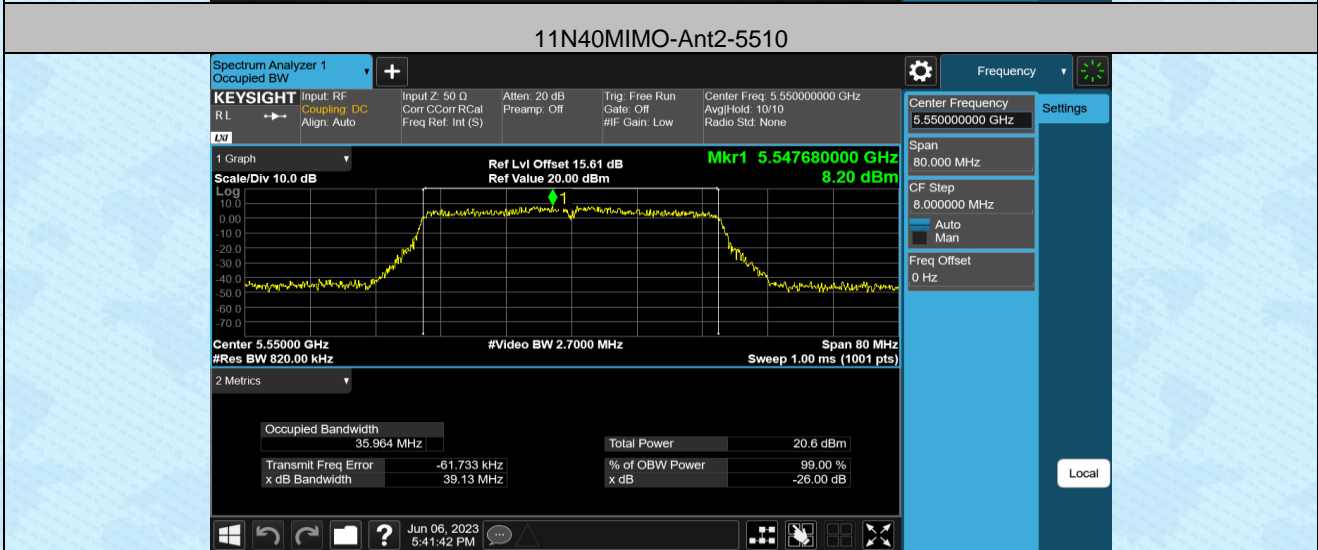 11N40MIMO-Ant2-5510
Spectrum Analyzer 1
Occupied BW
+
Frequency
KEYSIGHT
R L
LXI
Input: RF
Coupling: DC
Align: Auto
Input Z: 50 Ω
Corr CCorr RCal
Freq Ref: Int (S)
Atten: 20 dB
Preamp: Off
Trig: Free Run
Gate: Off
#IF Gain: Low
Center Freq: 5.550000000 GHz
Avg|Hold: 10/10
Radio Std: None
Center Frequency
5.550000000 GHz
Settings
Span
80.000 MHz
CF Step
8.000000 MHz
Auto
Man
Freq Offset
0 Hz
1 Graph
Scale/Div 10.0 dB
Ref Lvl Offset 15.61 dB
Ref Value 20.00 dBm
Mkr1 5.547680000 GHz
8.20 dBm
Log
1
10.0
0.00
-10.0
-20.0
-30.0
-40.0
-50.0
-60.0
-70.0
Center 5.55000 GHz
#Video BW 2.7000 MHz
Span 80 MHz
#Res BW 820.00 kHz
Sweep 1.00 ms (1001 pts)
2 Metrics
Occupied Bandwidth
35.964 MHz
Total Power 20.6 dBm
Transmit Freq Error -61.733 kHz
% of OBW Power 99.00 %
x dB Bandwidth 39.13 MHz
x dB -26.00 dB
Local
?
Jun 06, 2023
5:41:42 PM